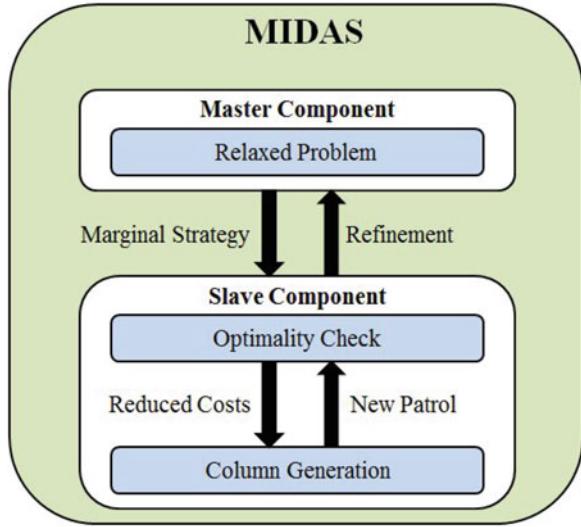 MIDAS
Master Component
Relaxed Problem
Marginal Strategy
Refinement
Slave Component
Optimality Check
Reduced Costs
New Patrol
Column Generation